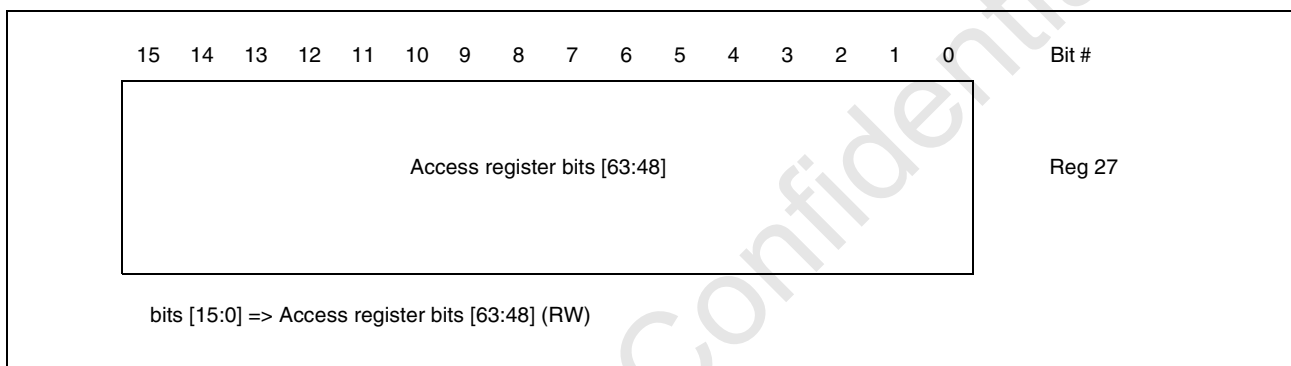 15 14 13 12 11 10 9 8 7 6 5 4 3 2 1 0 Bit #
Access register bits [63:48] Reg 27
bits [15:0] => Access register bits [63:48] (RW)
Confidential